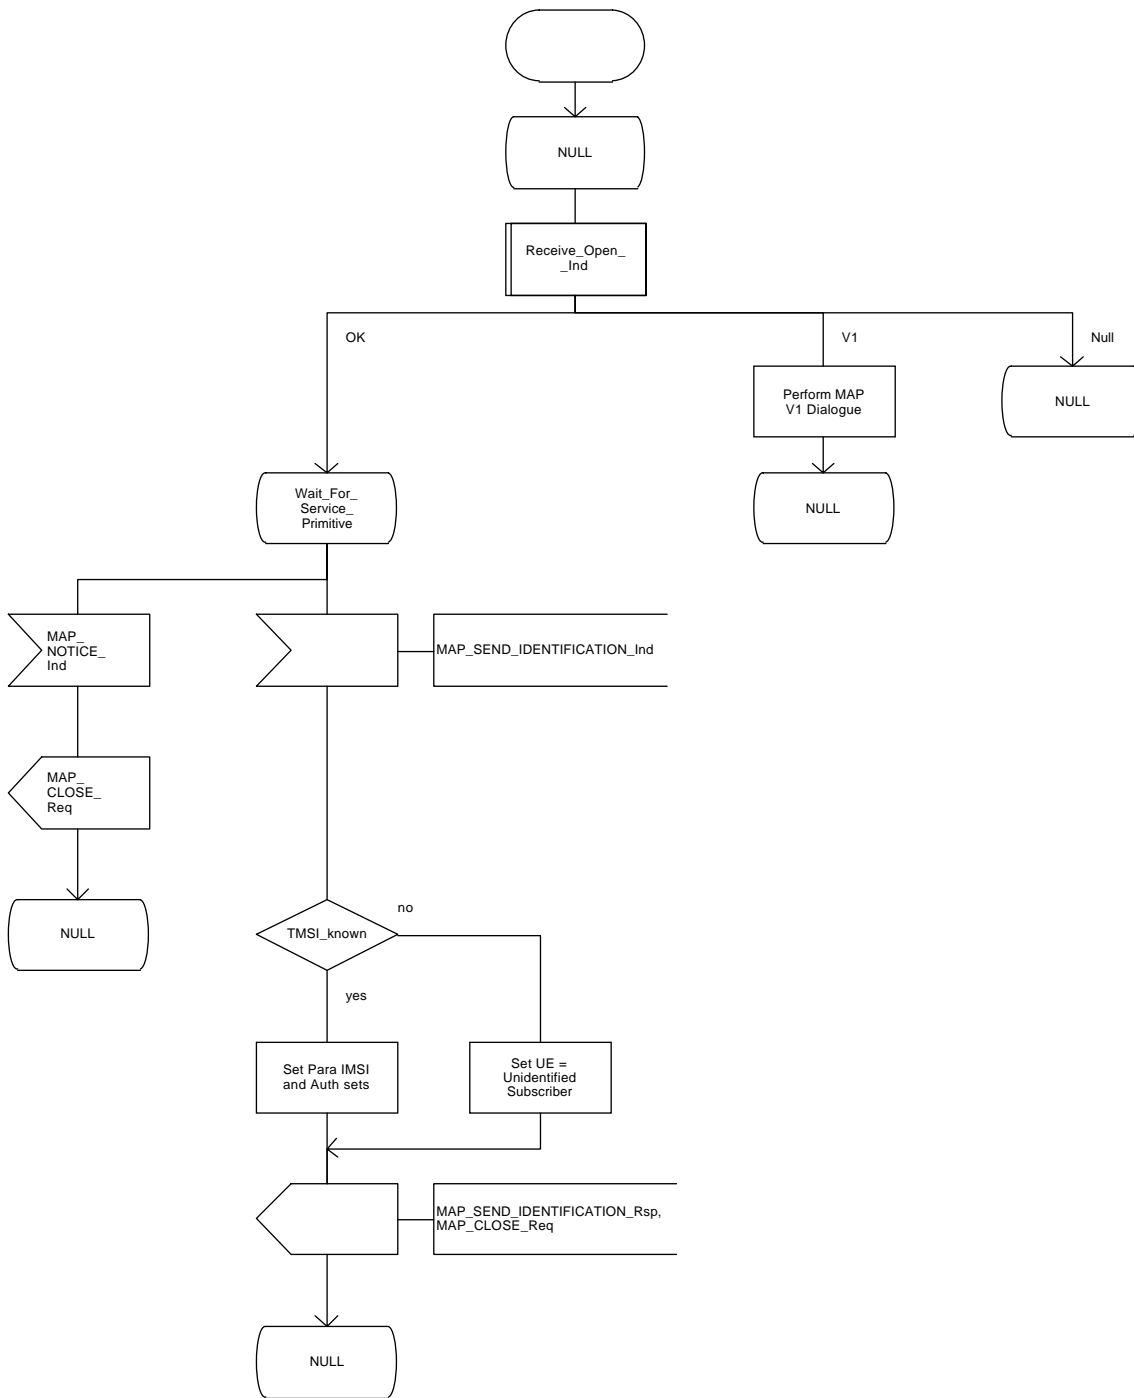 NULL
Receive_Open_
_Ind
OK
V1
Null
Perform MAP
V1 Dialogue
NULL
Wait_For_
Service_
Primitive
NULL
MAP_
NOTICE_
Ind
MAP_SEND_IDENTIFICATION_Ind
MAP_
CLOSE_
Req
NULL
no
TMSI_known
yes
Set Para IMSI
and Auth sets
Set UE =
Unidentified
Subscriber
MAP_SEND_IDENTIFICATION_Rsp,
MAP_CLOSE_Req
NULL